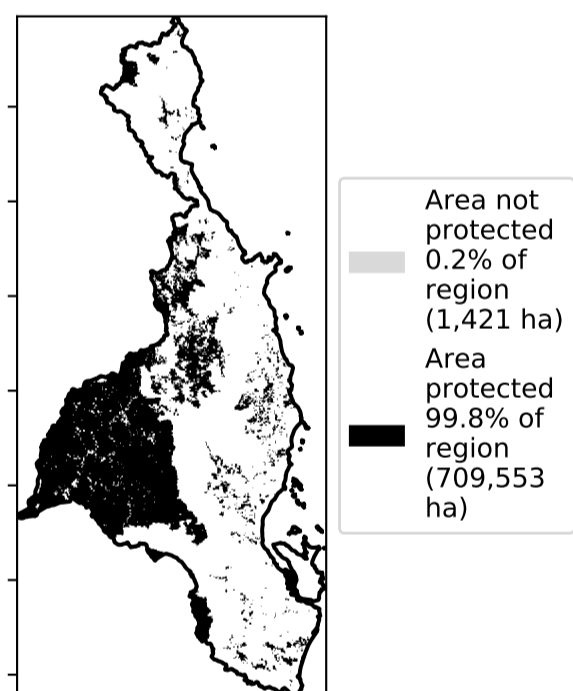 Area not
protected
0.2% of
region
(1,421 ha)
Area
protected
99.8% of
region
(709,553
ha)